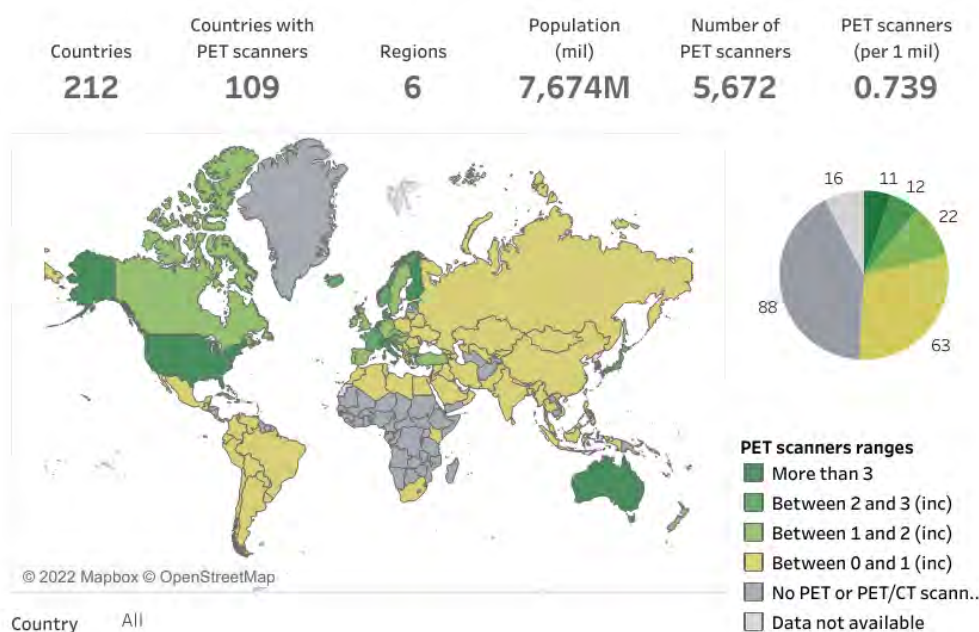 Countries
212
Countries with
PET scanners
109
Regions
6
Population
(mil)
7,674M
Number of
PET scanners
5,672
PET scanners
(per 1 mil)
0.739
16
11
12
22
88
63
PET scanners ranges
More than 3
Between 2 and 3 (inc)
Between 1 and 2 (inc)
Between 0 and 1 (inc)
No PET or PET/CT scann..
Data not available
© 2022 Mapbox © OpenStreetMap
Country
All